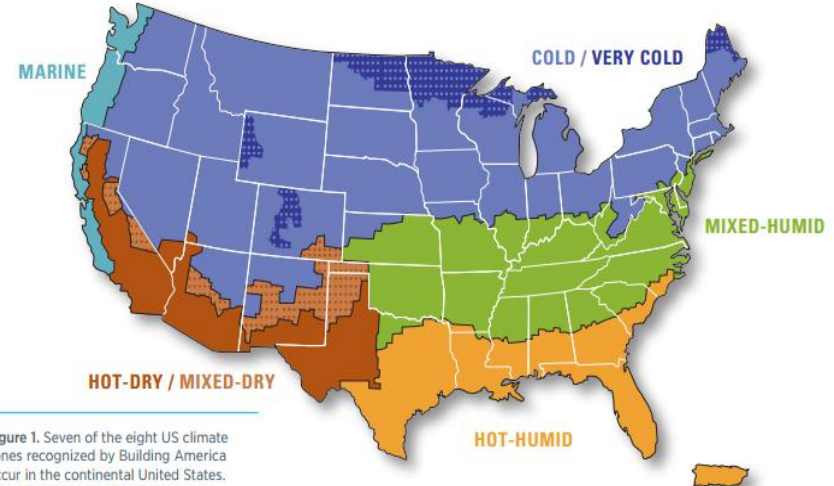 MARINE
COLD / VERY COLD
MIXED-HUMID
HOT-DRY / MIXED-DRY
HOT-HUMID
gure 1. Seven of the eight US climate
ones recognized by Building America
ccur in the continental United States.